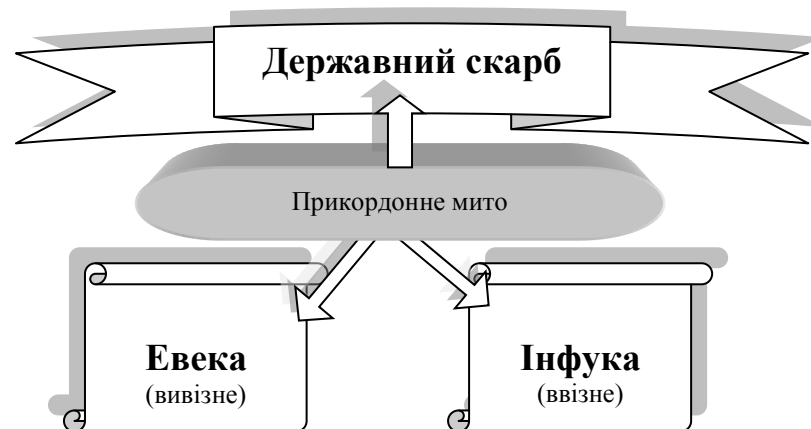 Державний скарб
Прикордонне мито
Евека
(вивізне)
Інфука
(ввізне)